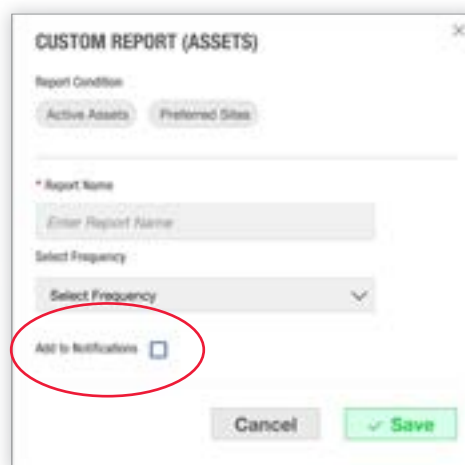 CUSTOM REPORT (ASSETS)
Report Condition
Active Assets Preferred Sites
* Report Name
Enter Report Name
Select Frequency
Select Frequency
Add to Notifications
Cancel ✓ Save